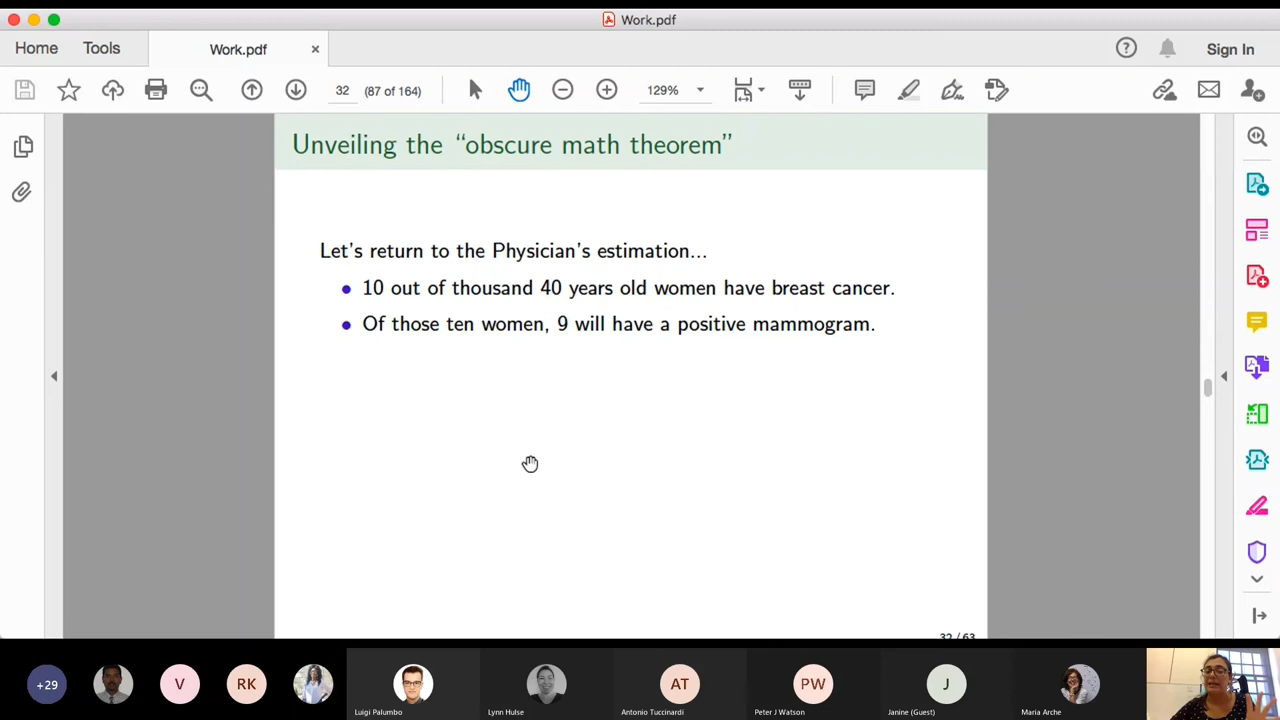 Work.pdf
Home
Tools
Work.pdf
Sign In
32
(87 of 164)
129%
Unveiling the “obscure math theorem”
Let's return to the Physician's estimation...
10 out of thousand 40 years old women have breast cancer.
Of those ten women, 9 will have a positive mammogram.
32 / 63
+29
V
RK
AT
PW
J
Luigi Palumbo
Lynn Hulse
Antonio Tuccinardi
Peter J Watson
Janine (Guest)
Maria Arche